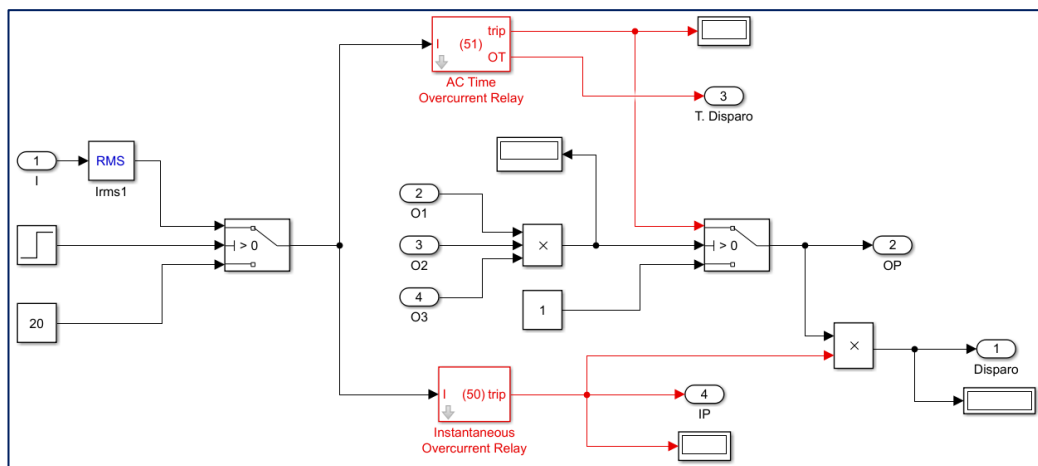 trip
I
(51)
OT
AC Time
Overcurrent Relay
3
T. Disparo
1
I
RMS
Irms1
> 0
20
2
O1
3
O2
4
O3
×
1
> 0
2
OP
×
1
Disparo
I
(50) trip
Instantaneous
Overcurrent Relay
4
IP